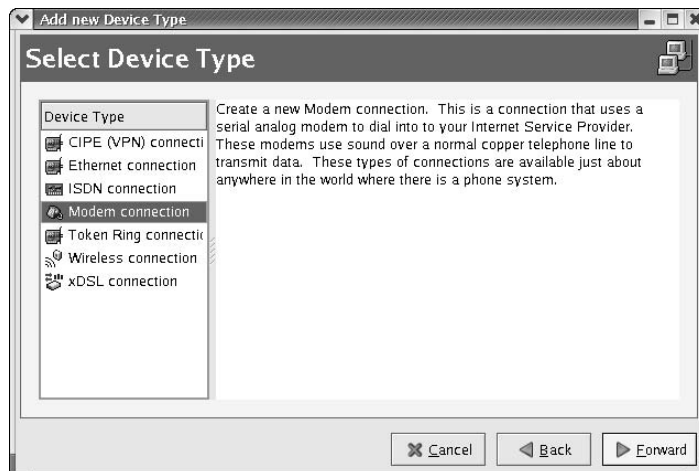 Add new Device Type
Select Device Type
Device Type
CIPE (VPN) connecti
Ethernet connection
ISDN connection
Modem connection
Token Ring connectic
Wireless connection
xDSL connection
Create a new Modem connection.  This is a connection that uses a
serial analog modem to dial into to your Internet Service Provider.
These modems use sound over a normal copper telephone line to
transmit data.  These types of connections are available just about
anywhere in the world where there is a phone system.
Cancel
Back
Forward